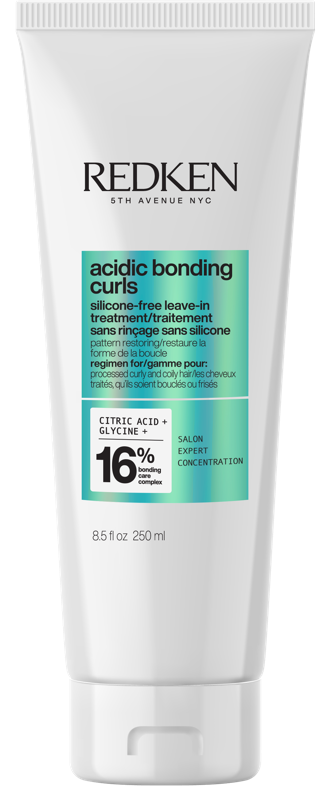 REDKEN
5TH AVENUE NYC
acidic bonding
curls
silicone-free leave-in
treatment/traitement
sans rinçage sans silicone
pattern restoring/restaure la
forme de la boucle
regimen for/gamme pour:
processed curly and coily hair/les cheveux
traités, qu'ils soient bouclés ou frisés
CITRIC ACID +
GLYCINE +
16%
bonding
care
complex
SALON
EXPERT
CONCENTRATION
8.5 fl oz 250 ml